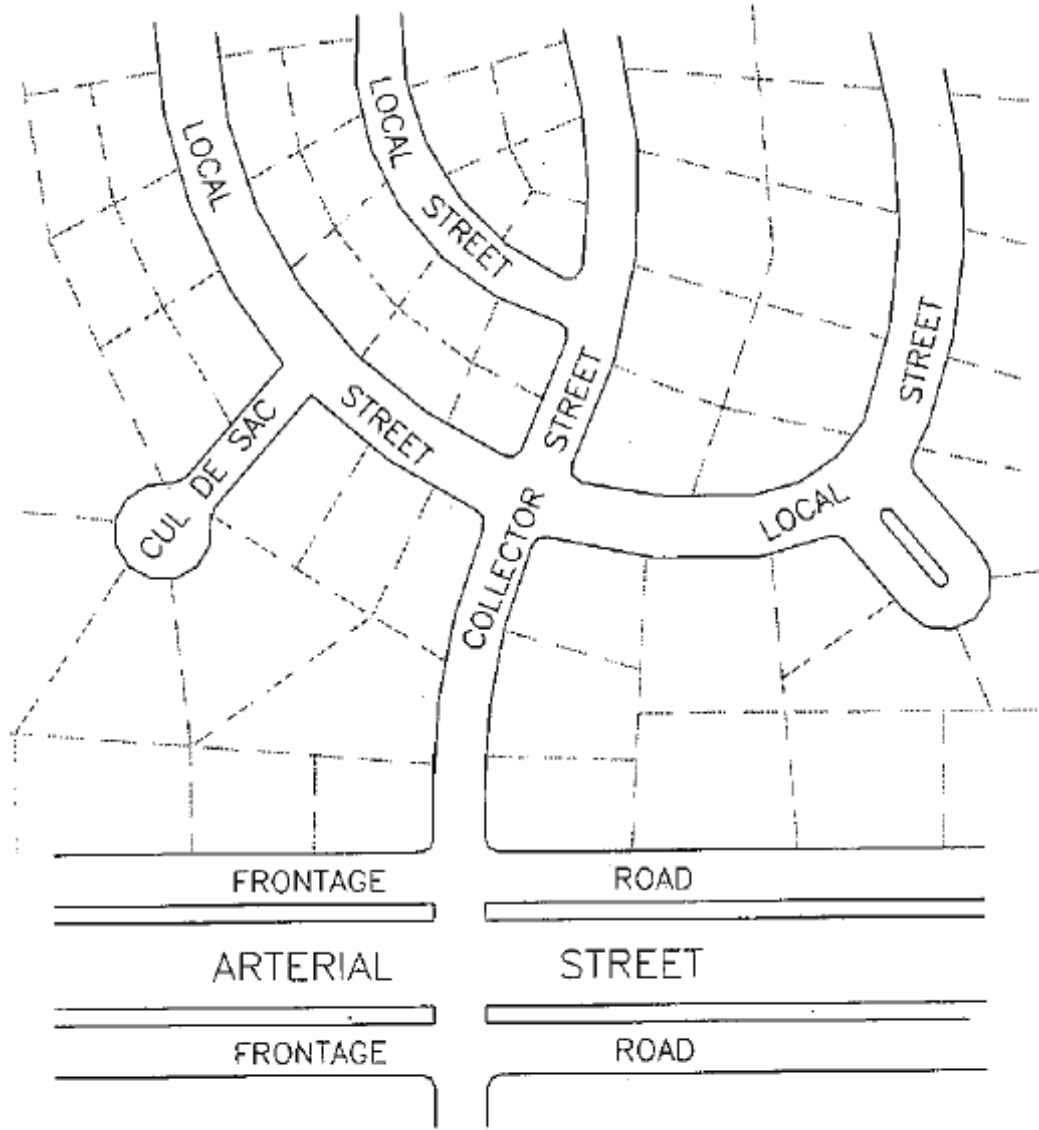 LOCAL STREET
LOCAL STREET
COLLECTOR STREET
LOCAL STREET
CUL DE SAC
FRONTAGE ROAD
ARTERIAL STREET
FRONTAGE ROAD